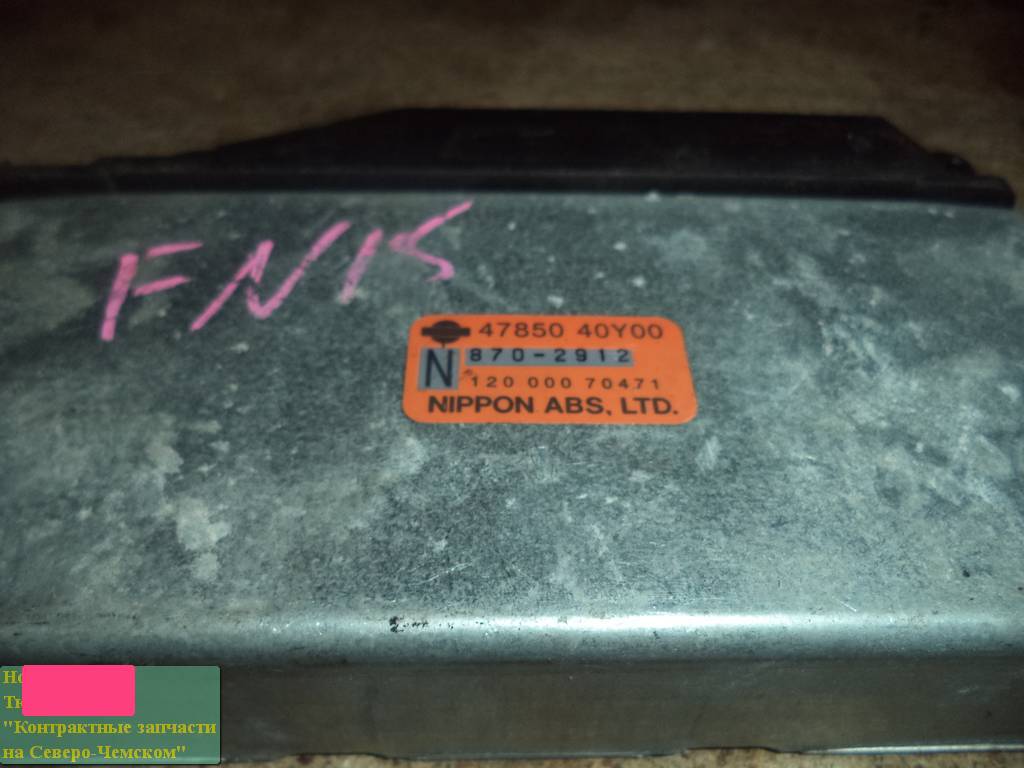 FN15
47850 40Y00
N 870-2912
120 000 70471
NIPPON ABS, LTD.
"Контрактные запчасти
на Северо-Чемском"